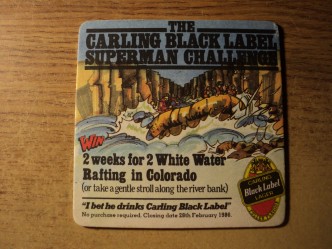 THE
CARLING BLACK LABEL
SUPERMAN CHALLENGE
WIN
2 weeks for 2 White Water
Rafting in Colorado
(or take a gentle stroll along the river bank)
"I bet he drinks Carling Black Label"
No purchase required. Closing date 28th February 1986.
CARLING
Black Label
LAGER